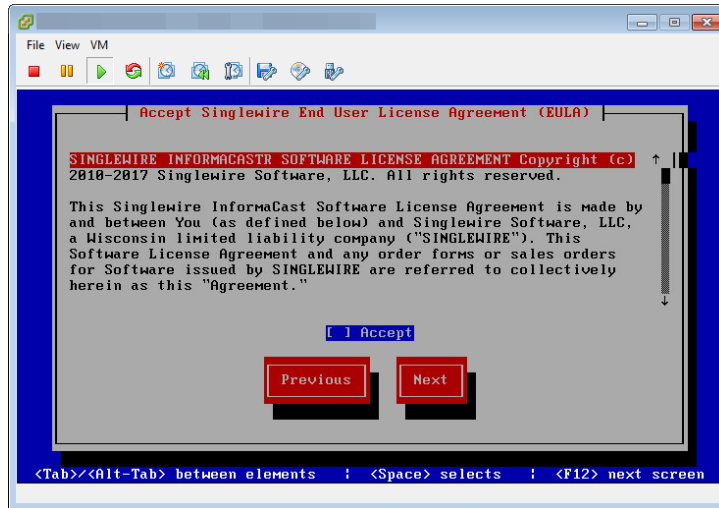 File View VM
Accept Singlewire End User License Agreement (EULA)
SINGLEWIRE INFORMACASTR SOFTWARE LICENSE AGREEMENT Copyright (c)
2010-2017 Singlewire Software, LLC. All rights reserved.
This Singlewire InformaCast Software License Agreement is made by
and between You (as defined below) and Singlewire Software, LLC,
a Wisconsin limited liability company ("SINGLEWIRE"). This
Software License Agreement and any order forms or sales orders
for Software issued by SINGLEWIRE are referred to collectively
herein as this "Agreement."
[ ] Accept
Previous Next
<Tab>/<Alt-Tab> between elements ¦ <Space> selects ¦ <F12> next screen